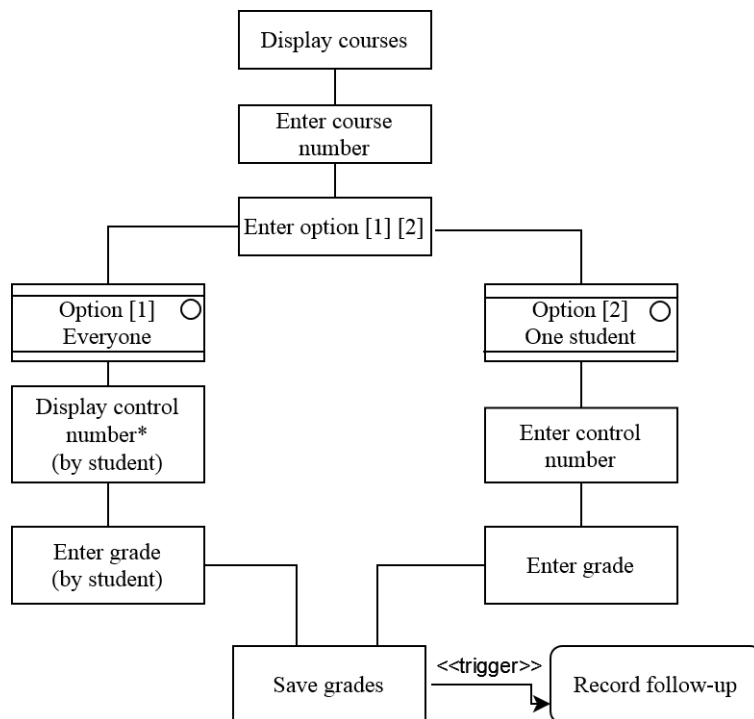 Display courses
Enter course
number
Enter option [1] [2]
Option [1]
Everyone
Option [2]
One student
Display control
number*
(by student)
Enter control
number
Enter grade
(by student)
Enter grade
Save grades
<<trigger>>
Record follow-up